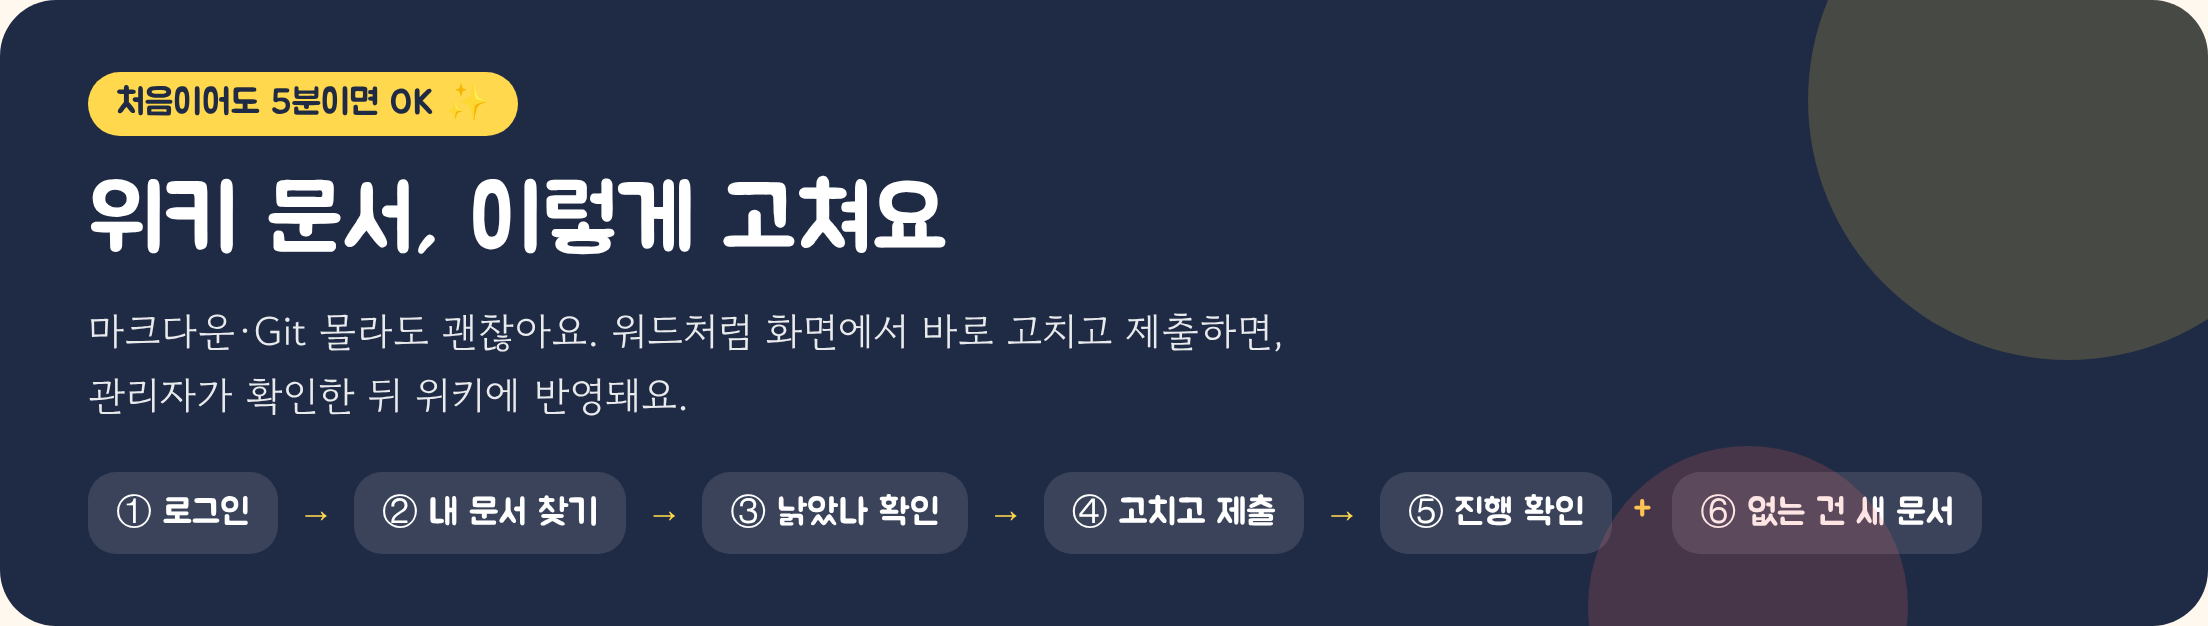 처음이어도 5분이면 OK ✨
위키 문서, 이렇게 고쳐요
마크다운·Git 몰라도 괜찮아요. 워드처럼 화면에서 바로 고치고 제출하면,
관리자가 확인한 뒤 위키에 반영돼요.
① 로그인 → ② 내 문서 찾기 → ③ 낡았나 확인 → ④ 고치고 제출 → ⑤ 진행 확인 + ⑥ 없는 건 새 문서